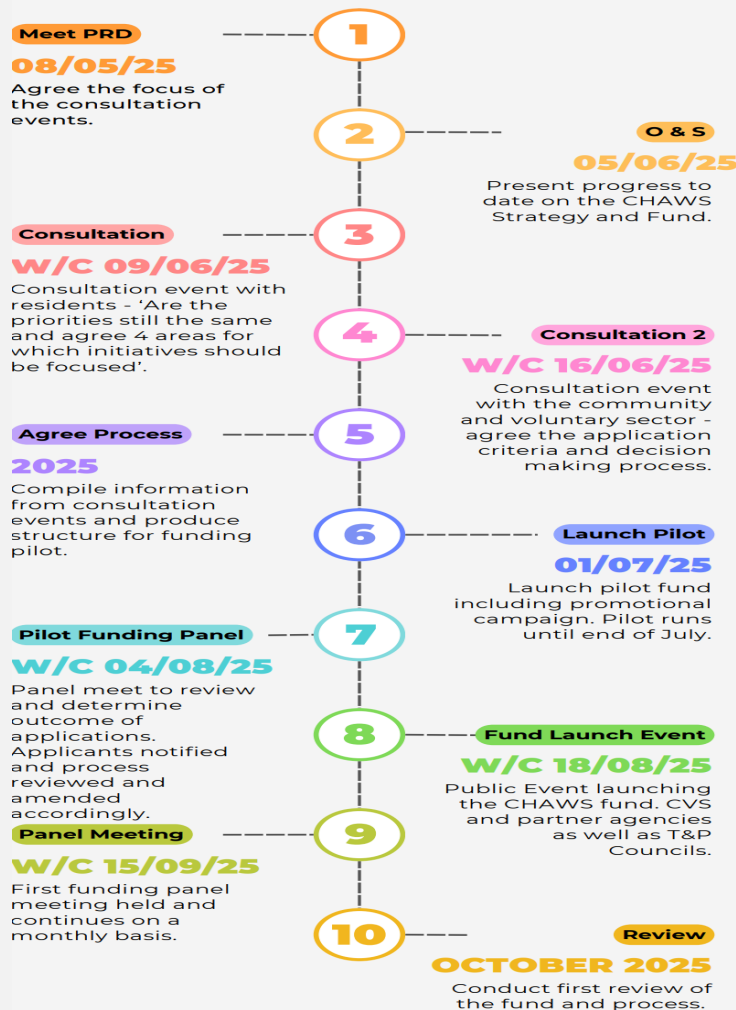 1
Meet PRD
08/05/25
Agree the focus of
the consultation
events.
2
O & S
05/06/25
Present progress to
date on the CHAWS
Strategy and Fund.
3
Consultation
W/C 09/06/25
Consultation event with
residents - ‘Are the
priorities still the same
and agree 4 areas for
which initiatives should
be focused’.
4
Consultation 2
W/C 16/06/25
Consultation event
with the community
and voluntary sector -
agree the application
criteria and decision
making process.
5
Agree Process
2025
Compile information
from consultation
events and produce
structure for funding
pilot.
6
Launch Pilot
01/07/25
Launch pilot fund
including promotional
campaign. Pilot runs
until end of July.
7
Pilot Funding Panel
W/C 04/08/25
Panel meet to review
and determine
outcome of
applications.
Applicants notified
and process
reviewed and
amended
accordingly.
8
Fund Launch Event
W/C 18/08/25
Public Event launching
the CHAWS fund. CVS
and partner agencies
as well as T&P
Councils.
9
Panel Meeting
W/C 15/09/25
First funding panel
meeting held and
continues on a
monthly basis.
10
Review
OCTOBER 2025
Conduct first review of
the fund and process.